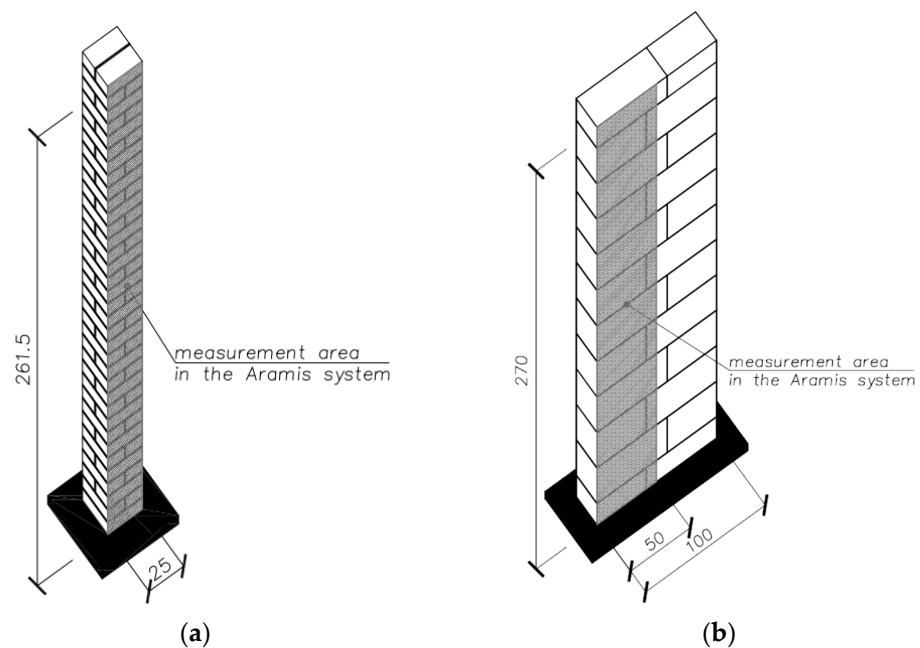 261.5
measurement area
in the Aramis system
25
(a)
270
measurement area
in the Aramis system
50
100
(b)